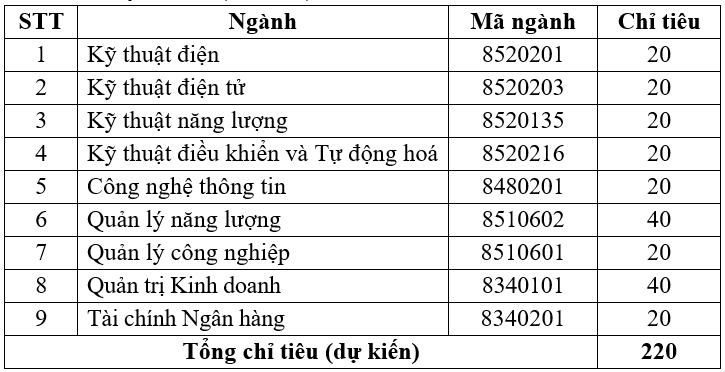 STT Ngành Mã ngành Chỉ tiêu
1 Kỹ thuật điện 8520201 20
2 Kỹ thuật điện tử 8520203 20
3 Kỹ thuật năng lượng 8520135 20
4 Kỹ thuật điều khiển và Tự động hoá 8520216 20
5 Công nghệ thông tin 8480201 20
6 Quản lý năng lượng 8510602 40
7 Quản lý công nghiệp 8510601 20
8 Quản trị Kinh doanh 8340101 40
9 Tài chính Ngân hàng 8340201 20
Tổng chỉ tiêu (dự kiến) 220